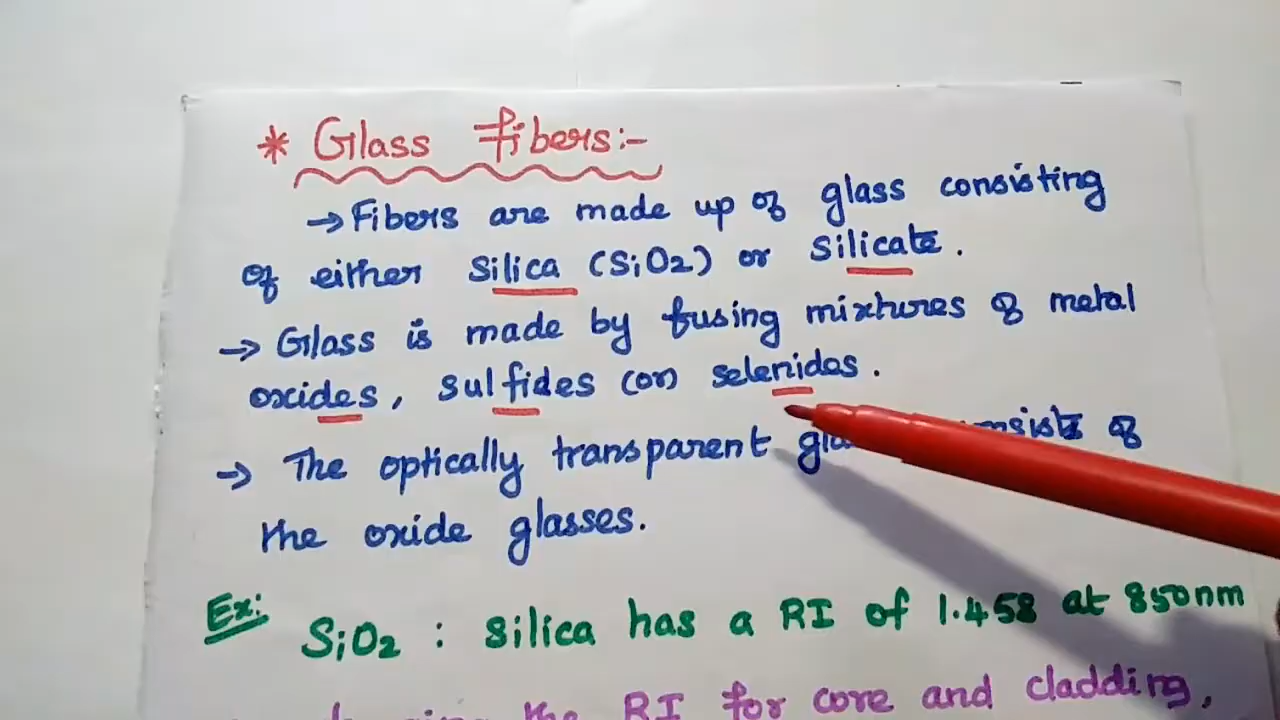 * Glass Fibers:-
→ Fibers are made up of glass consisting
of either Silica (SiO2) or Silicate.
→ Glass is made by fusing mixtures of metal
oxides, sulfides (or) selenides.
→ The optically transparent of
the oxide glasses.
Ex: SiO2 : Silica has a RI of 1.458 at 850nm
the RI for core and cladding,